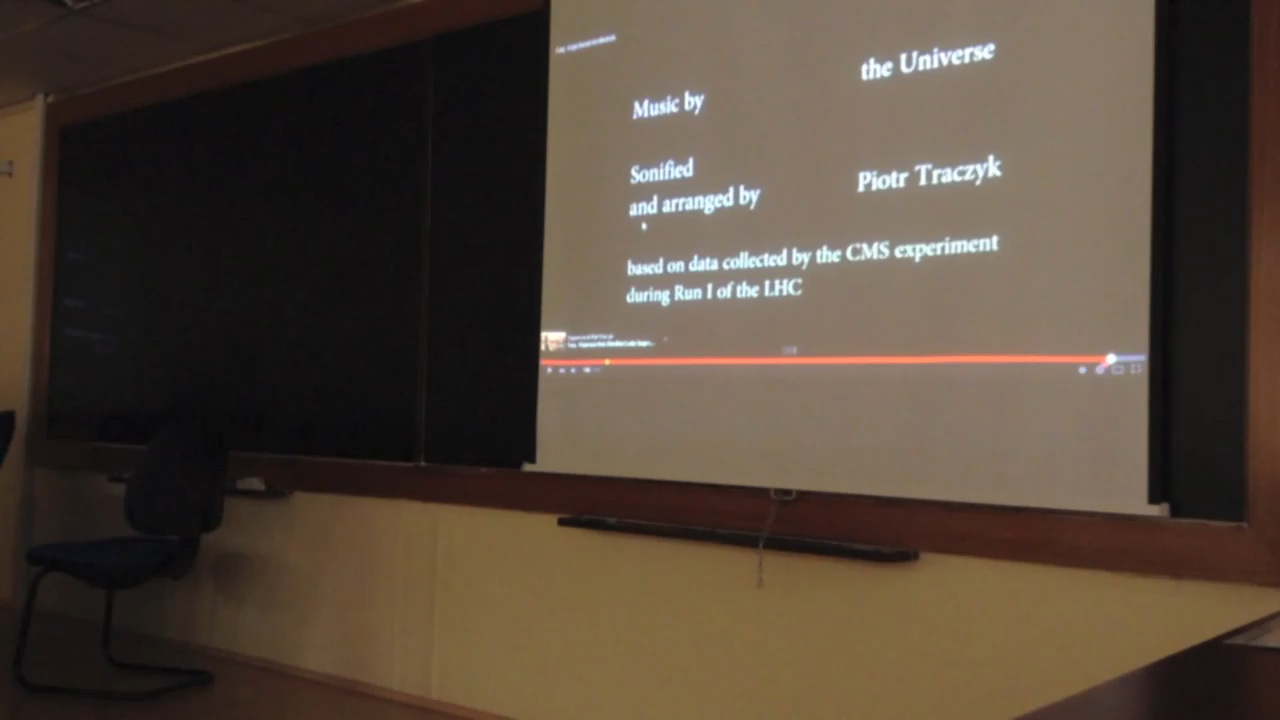 the Universe
Music by
Sonified
and arranged by
Piotr Traczyk
based on data collected by the CMS experiment
during Run I of the LHC